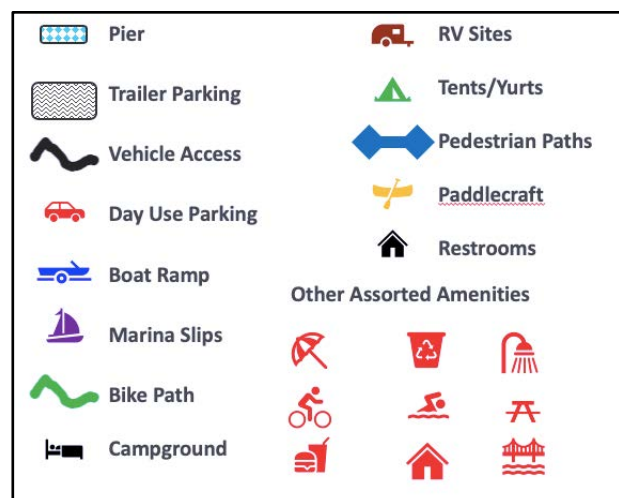 Pier
Trailer Parking
Vehicle Access
Day Use Parking
Boat Ramp
Marina Slips
Bike Path
Campground
RV Sites
Tents/Yurts
Pedestrian Paths
Paddlecraft
Restrooms
Other Assorted Amenities